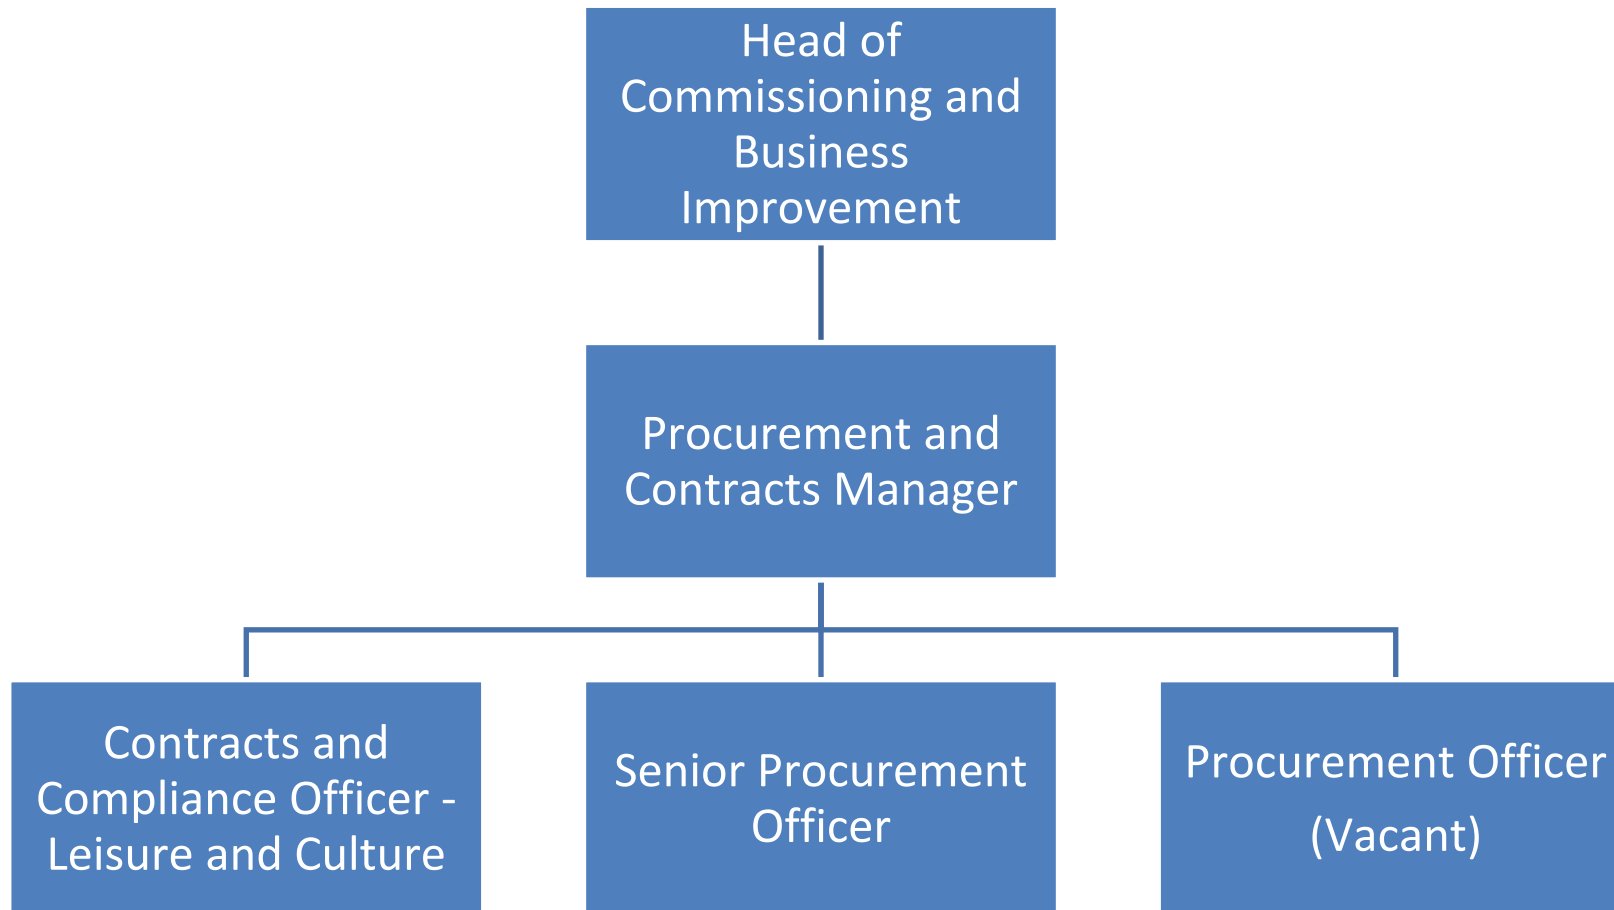 Head of
Commissioning and
Business
Improvement
Procurement and
Contracts Manager
Contracts and
Compliance Officer -
Leisure and Culture
Senior Procurement
Officer
Procurement Officer
(Vacant)